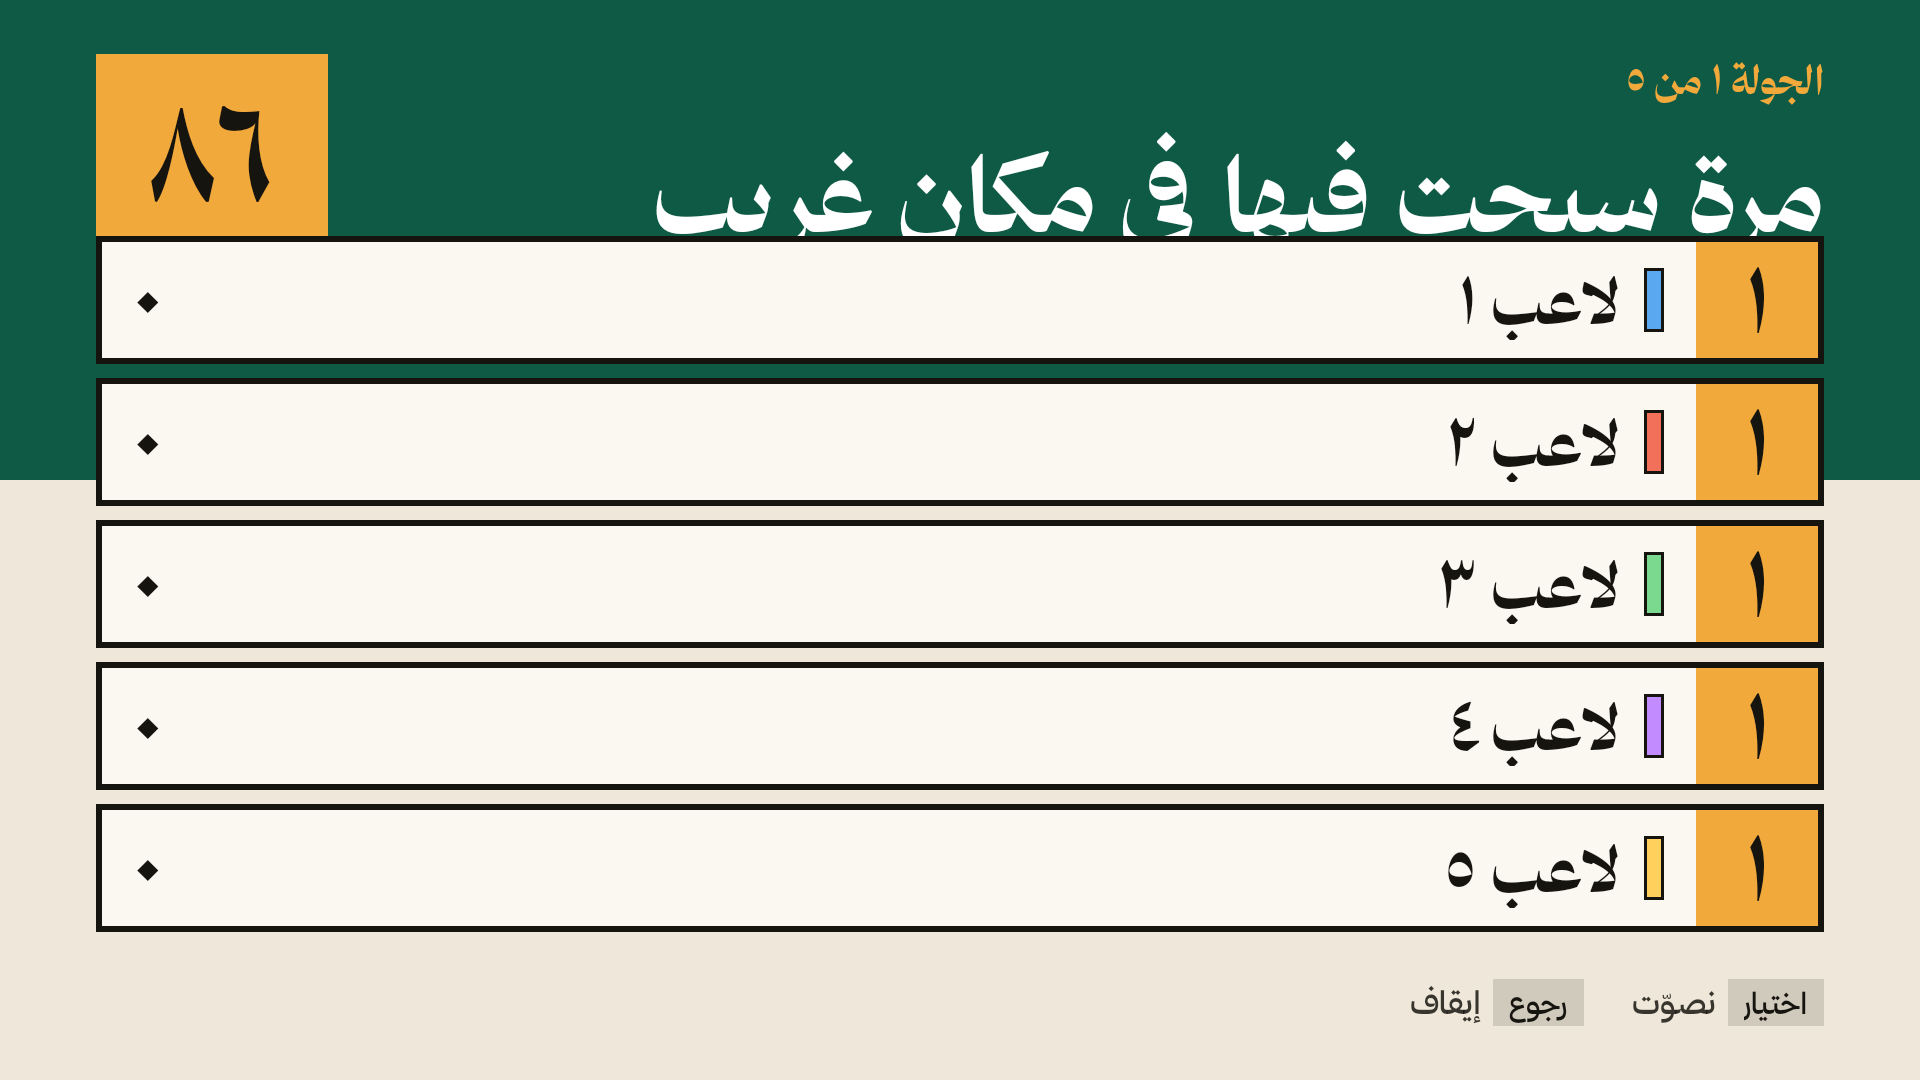 الجولة ١ من ٥
مرة سبحت فيها في مكان غريب
٨٦
١ لاعب ١
١ لاعب ٢
١ لاعب ٣
١ لاعب ٤
١ لاعب ٥
اختيار نصوّت رجوع إيقاف